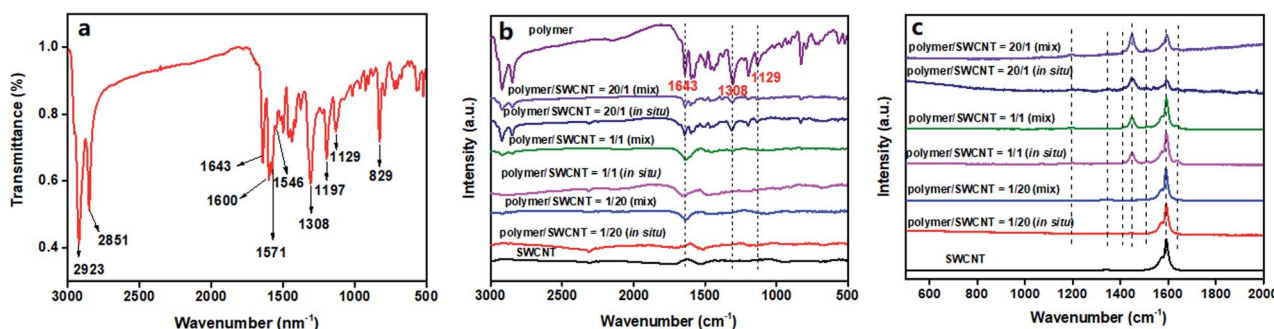 a
Transmittance (%)
1.0
0.8
0.6
0.4
1643
1600
1571
1546
1308
1197
1129
829
2851
2923
3000 2500 2000 1500 1000 500
Wavenumber (nm⁻¹)
b
Intensity (a.u.)
polymer
1643
1308
1129
polymer/SWCNT = 20/1 (mix)
polymer/SWCNT = 20/1 (in situ)
polymer/SWCNT = 1/1 (mix)
polymer/SWCNT = 1/1 (in situ)
polymer/SWCNT = 1/20 (mix)
polymer/SWCNT = 1/20 (in situ)
SWCNT
3000 2500 2000 1500 1000 500
Wavenumber (cm⁻¹)
c
Intensity (a.u.)
polymer/SWCNT = 20/1 (mix)
polymer/SWCNT = 20/1 (in situ)
polymer/SWCNT = 1/1 (mix)
polymer/SWCNT = 1/1 (in situ)
polymer/SWCNT = 1/20 (mix)
polymer/SWCNT = 1/20 (in situ)
SWCNT
600 800 1000 1200 1400 1600 1800 2000
Wavenumber (cm⁻¹)